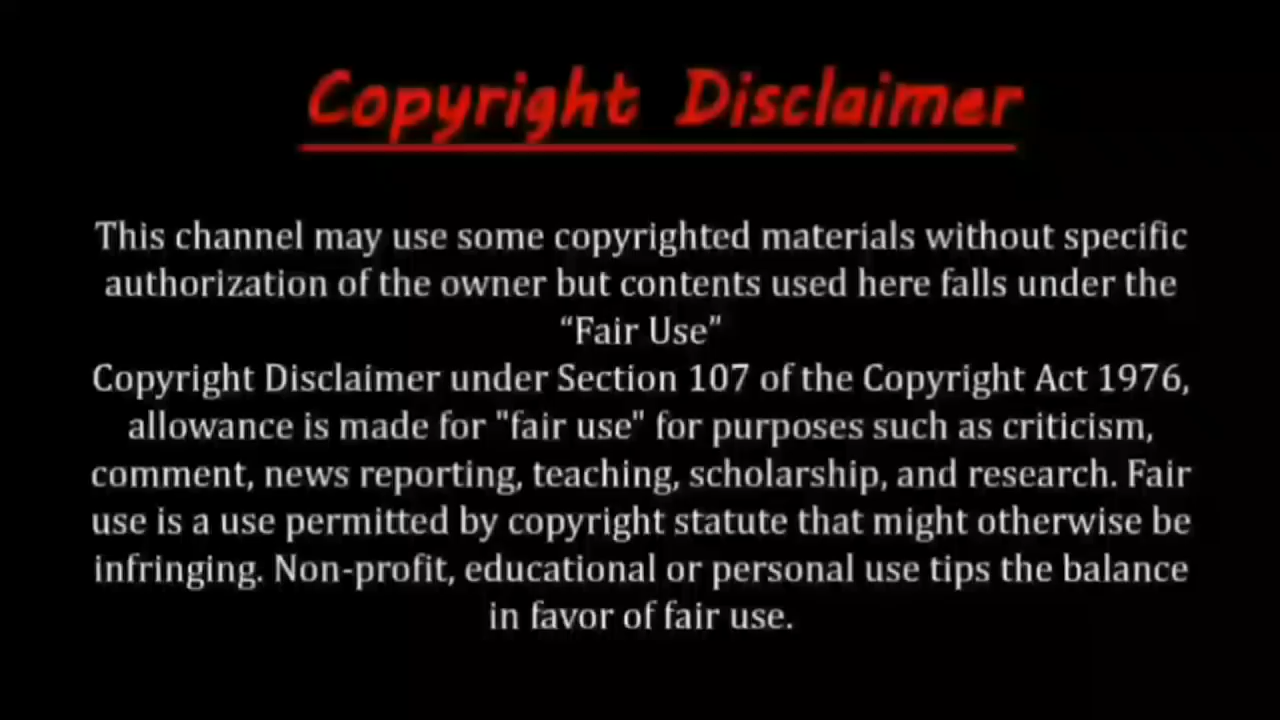 Copyright Disclaimer
This channel may use some copyrighted materials without specific
authorization of the owner but contents used here falls under the
“Fair Use”
Copyright Disclaimer under Section 107 of the Copyright Act 1976,
allowance is made for "fair use" for purposes such as criticism,
comment, news reporting, teaching, scholarship, and research. Fair
use is a use permitted by copyright statute that might otherwise be
infringing. Non-profit, educational or personal use tips the balance
in favor of fair use.